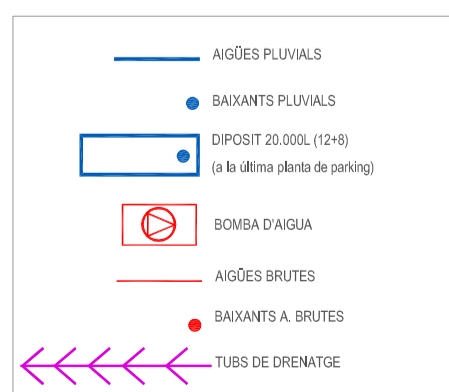 AIGÜES PLUVIALS
BAIXANTS PLUVIALS
DIPOSIT 20.000L (12+8)
(a la última planta de parking)
BOMBA D'AIGUA
AIGÜES BRUTES
BAIXANTS A. BRUTES
TUBS DE DRENATGE